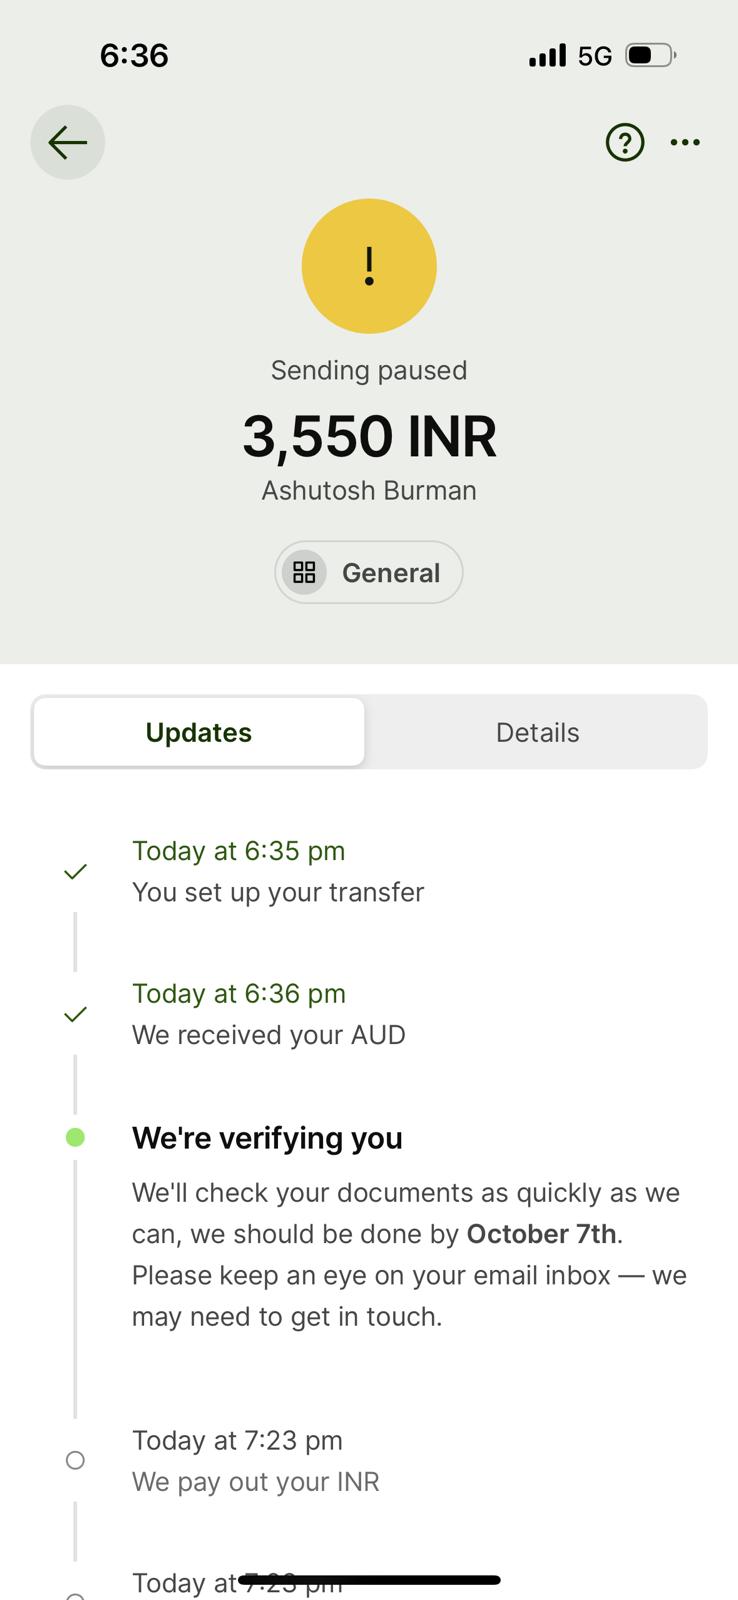 6:36
5G
?
!
Sending paused
3,550 INR
Ashutosh Burman
General
Updates
Details
Today at 6:35 pm
You set up your transfer
Today at 6:36 pm
We received your AUD
We're verifying you
We'll check your documents as quickly as we
can, we should be done by October 7th.
Please keep an eye on your email inbox — we
may need to get in touch.
Today at 7:23 pm
We pay out your INR
Today at 7:23 pm